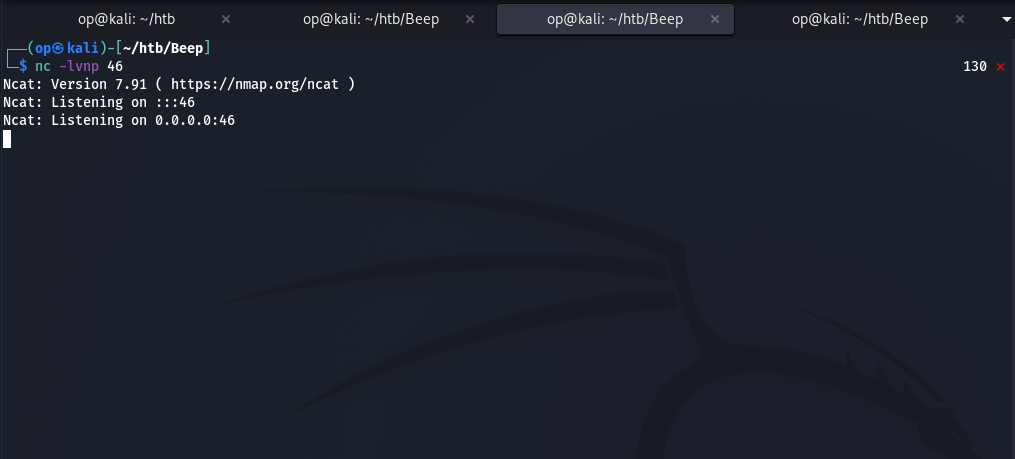 op@kali: ~/htb × op@kali: ~/htb/Beep × op@kali: ~/htb/Beep × op@kali: ~/htb/Beep ×
┌──(op㉿kali)-[~/htb/Beep]
└─$ nc -lvnp 46 130 ⨯
Ncat: Version 7.91 ( https://nmap.org/ncat )
Ncat: Listening on :::46
Ncat: Listening on 0.0.0.0:46